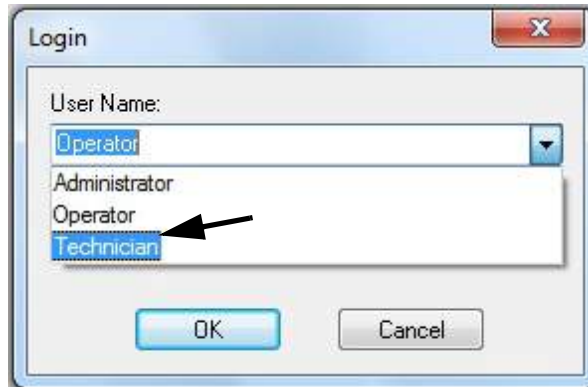 Login
User Name:
Operator
Administrator
Operator
Technician
OK
Cancel